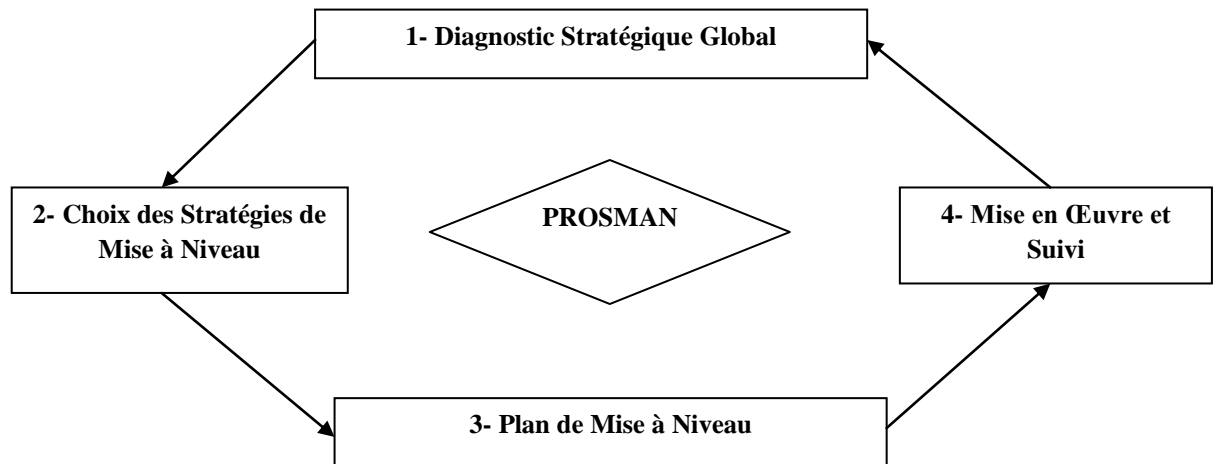 1- Diagnostic Stratégique Global
2- Choix des Stratégies de
Mise à Niveau
PROSMAN
4- Mise en Œuvre et
Suivi
3- Plan de Mise à Niveau